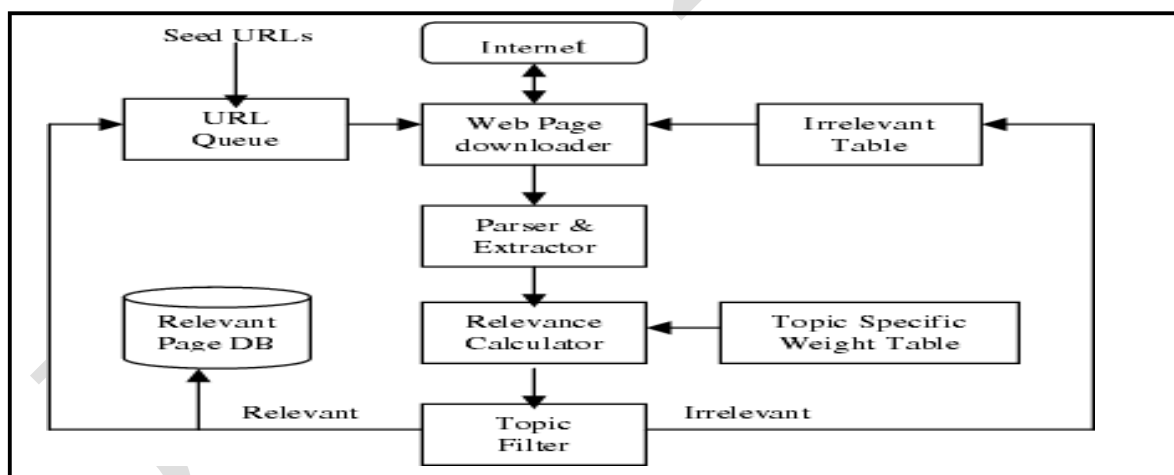 Seed URLs
Internet
URL
Queue
Web Page
downloader
Irrelevant
Table
Parser &
Extractor
Relevant
Page DB
Relevance
Calculator
Topic Specific
Weight Table
Relevant
Topic
Filter
Irrelevant